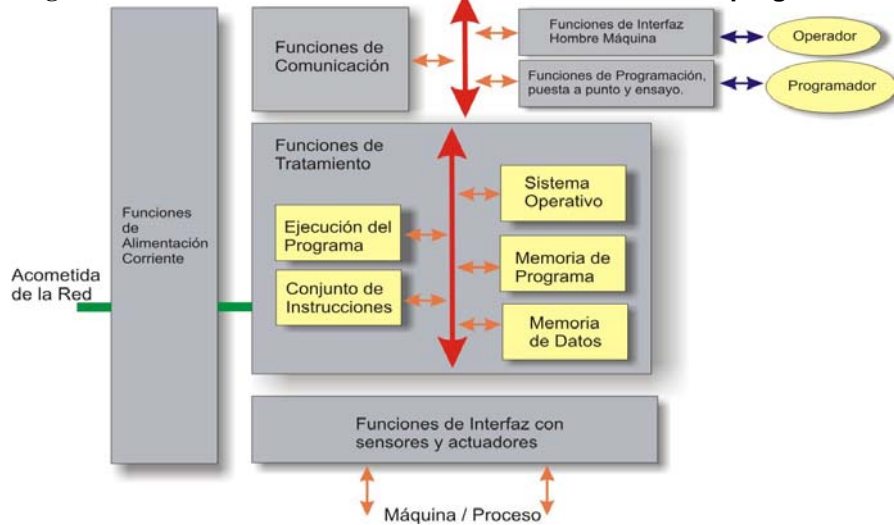 Funciones de Interfaz
Hombre Máquina
Operador
Funciones de
Comunicación
Funciones de Programación,
puesta a punto y ensayo.
Programador
Funciones de
Tratamiento
Sistema
Operativo
Funciones
de
Alimentación
Corriente
Ejecución del
Programa
Memoria de
Programa
Acometida
de la Red
Conjunto de
Instrucciones
Memoria
de Datos
Funciones de Interfaz con
sensores y actuadores
Máquina / Proceso